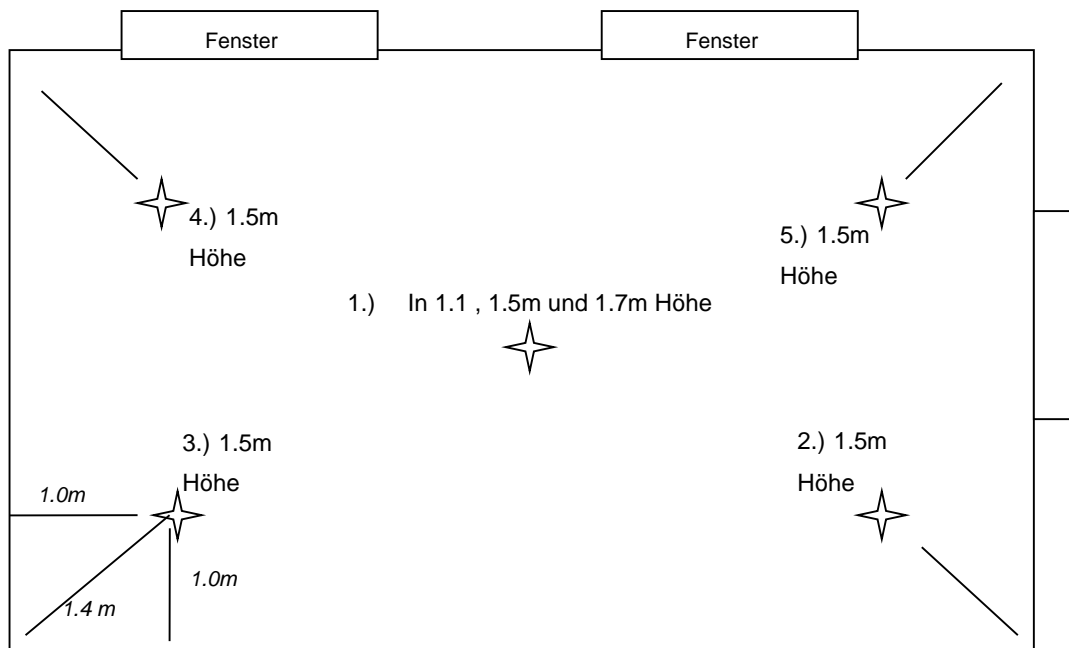 Fenster
Fenster
4.) 1.5m
Höhe
5.) 1.5m
Höhe
1.) In 1.1 , 1.5m und 1.7m Höhe
3.) 1.5m
Höhe
2.) 1.5m
Höhe
1.0m
1.0m
1.4 m